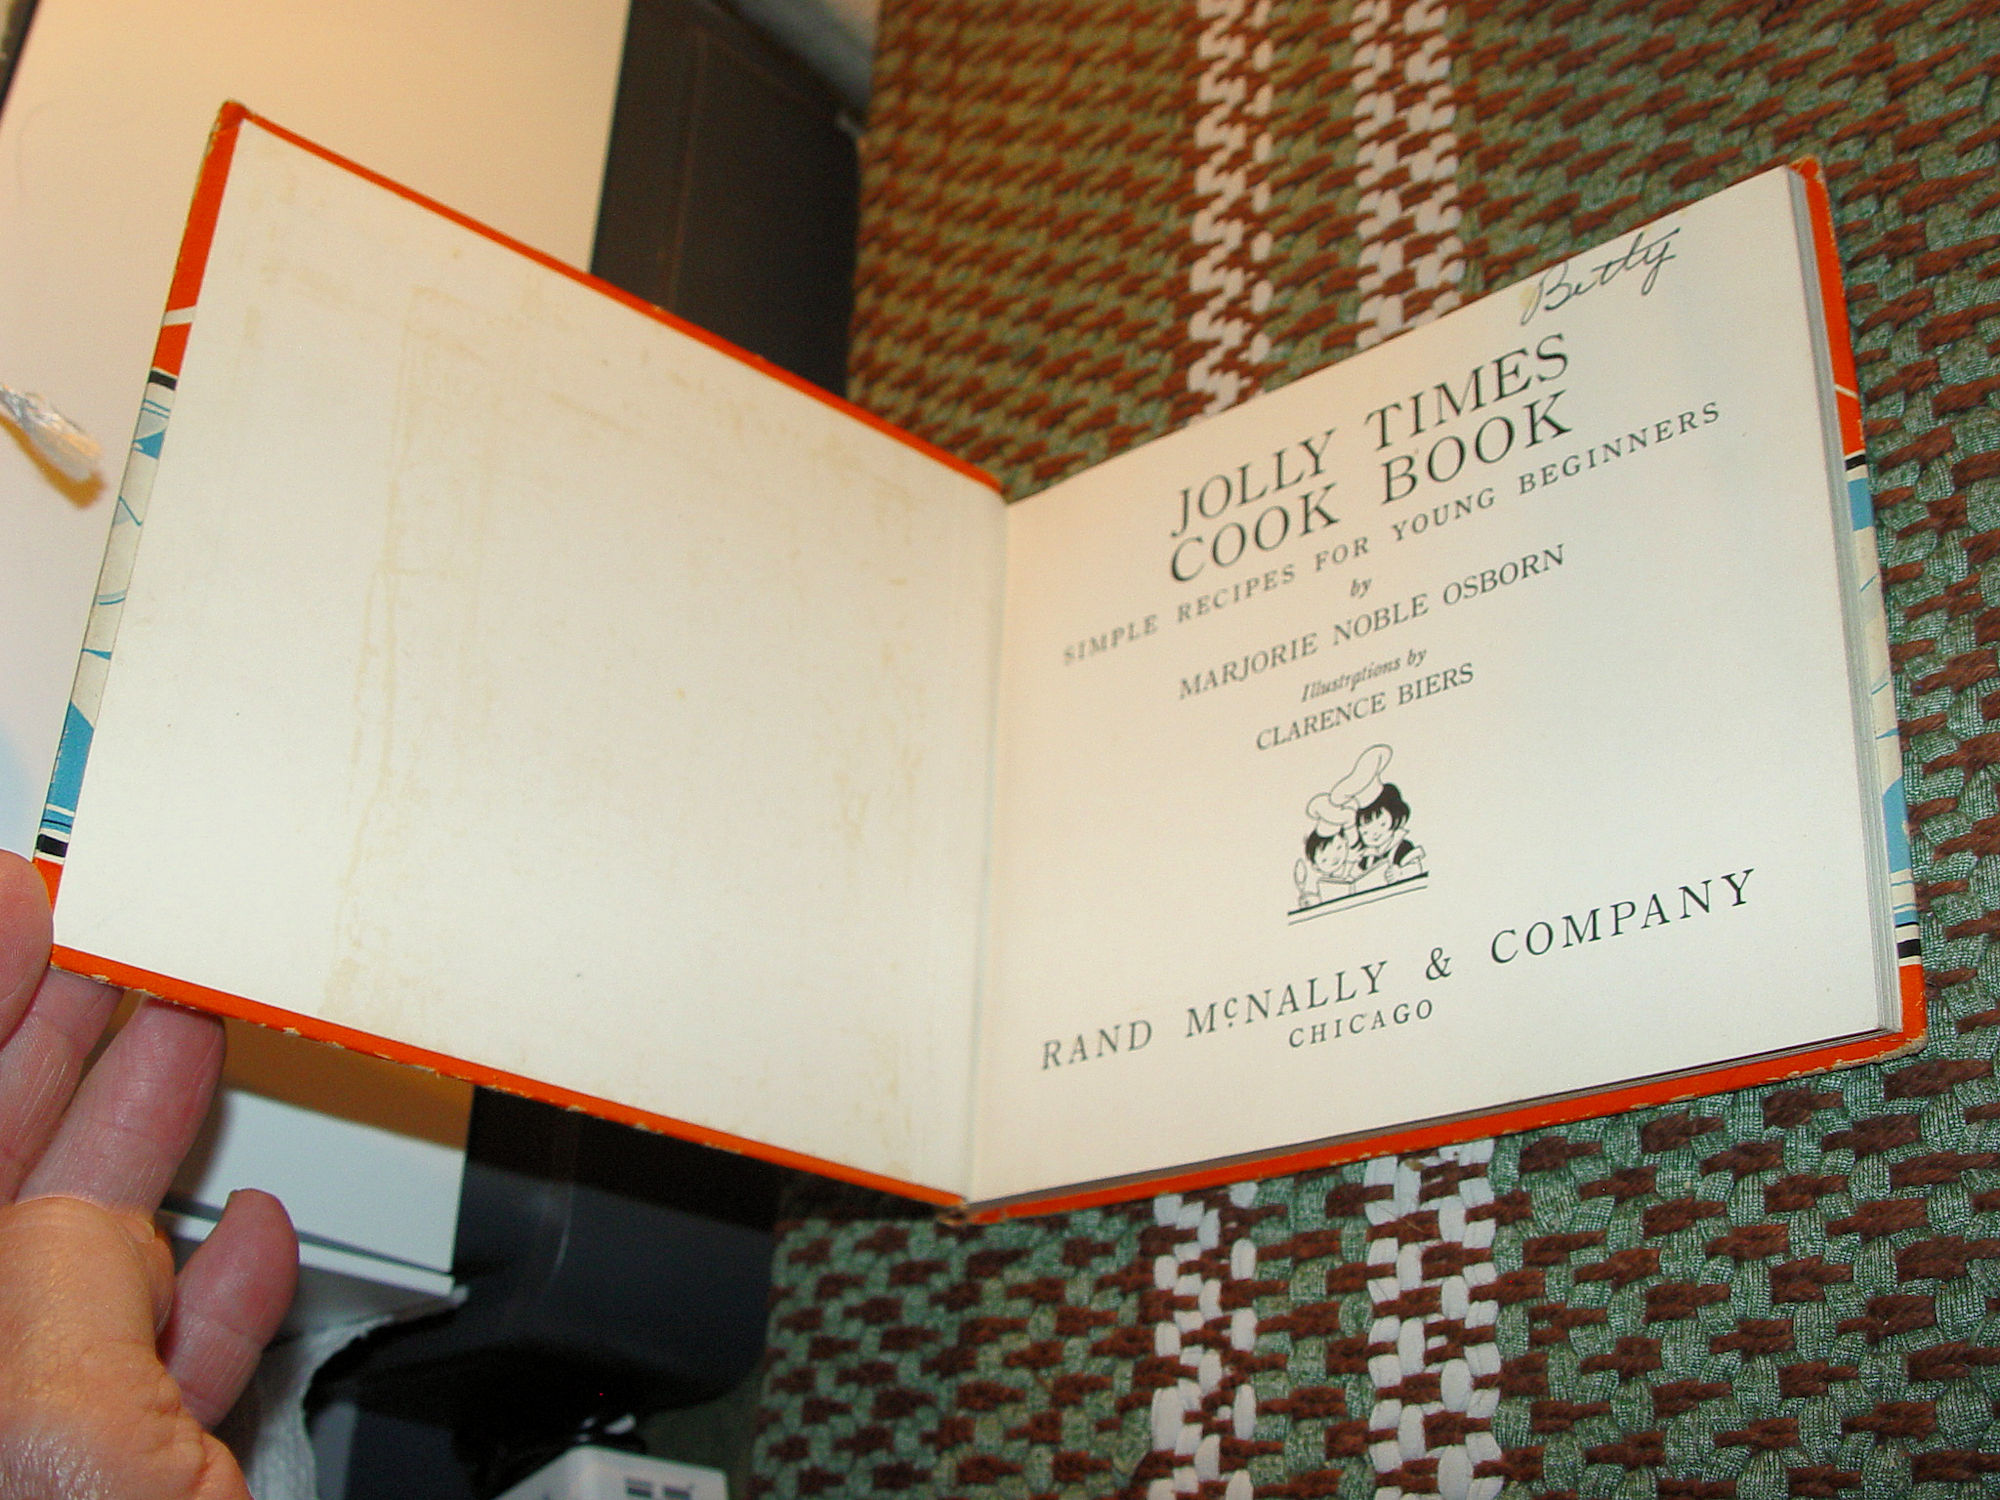 Betty
JOLLY TIMES
COOK BOOK
SIMPLE RECIPES FOR YOUNG BEGINNERS
by
MARJORIE NOBLE OSBORN
Illustrations by
CLARENCE BIERS
RAND McNALLY & COMPANY
CHICAGO